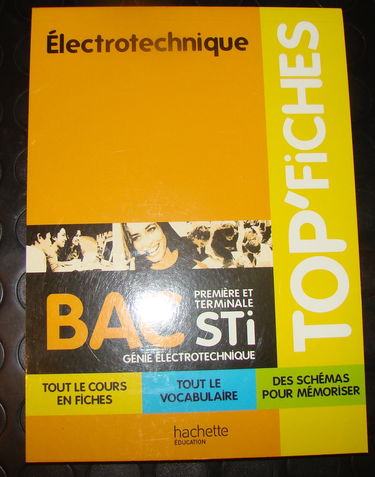 Électrotechnique
TOP'FiCHES
BAC
PREMIÈRE ET
TERMiNALE
STi
GÉNIE ÉLECTROTECHNIQUE
TOUT LE COURS
EN FICHES
TOUT LE
VOCABULAIRE
DES SCHÉMAS
POUR MÉMORISER
hachette
ÉDUCATION